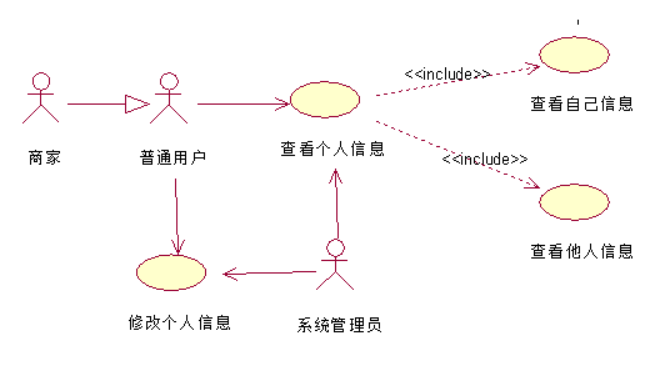 <<include>>
查看自己信息
商家
普通用户
查看个人信息
<<include>>
查看他人信息
修改个人信息
系统管理员